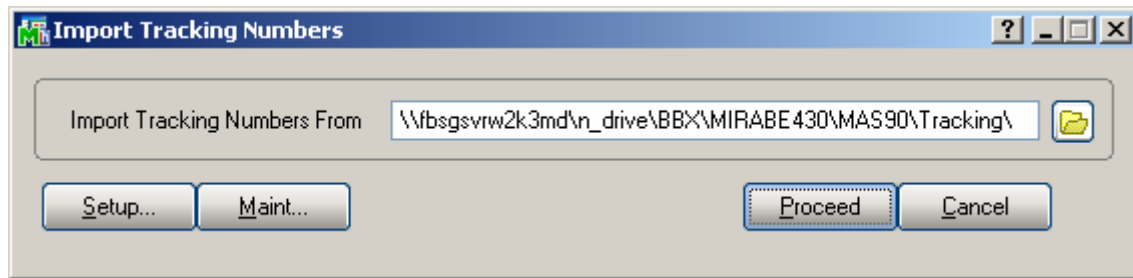 Import Tracking Numbers
Import Tracking Numbers From \\fbsgsvrw2k3md\n_drive\BBX\MIRABE430\MAS90\Tracking\
Setup... Maint... Proceed Cancel